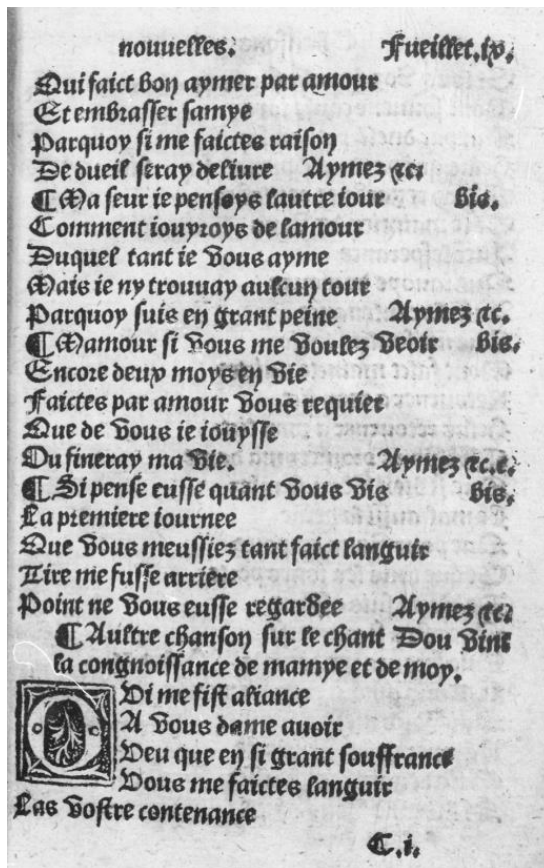 nouuelles. Fueillet.ix.
Qui faict bon aymer par amour
Et embrasser samye
Parquoy si me faictes raison
De dueil seray deliure Aymez &c.
¶ Ma seur ie pensoys lautre iour bis.
Comment iouyroys de lamour
Duquel tant ie vous ayme
Mais ie ny trouuay aulcun tour
Parquoy suis en grant peine Aymez &c.
¶ Mamour si vous me voulez veoir bis.
Encore deux moys en vie
Faictes par amour vous requier
Que de vous ie iouysse
Ou fineray ma vie. Aymez &c.
¶ Si pense eusse quant vous vis bis.
La premiere iournee
Que vous meussiez tant faict languir
Tire me fusse arriere
Point ne vous eusse regardee Aymez &c.
¶ Aultre chanson sur le chant Dou vint
la congnoissance de mamye et de moy.
QVi me fist aliance
A vous dame auoir
Veu que en si grant souffrance
Vous me faictes languir
Las vostre contenance
C.i.